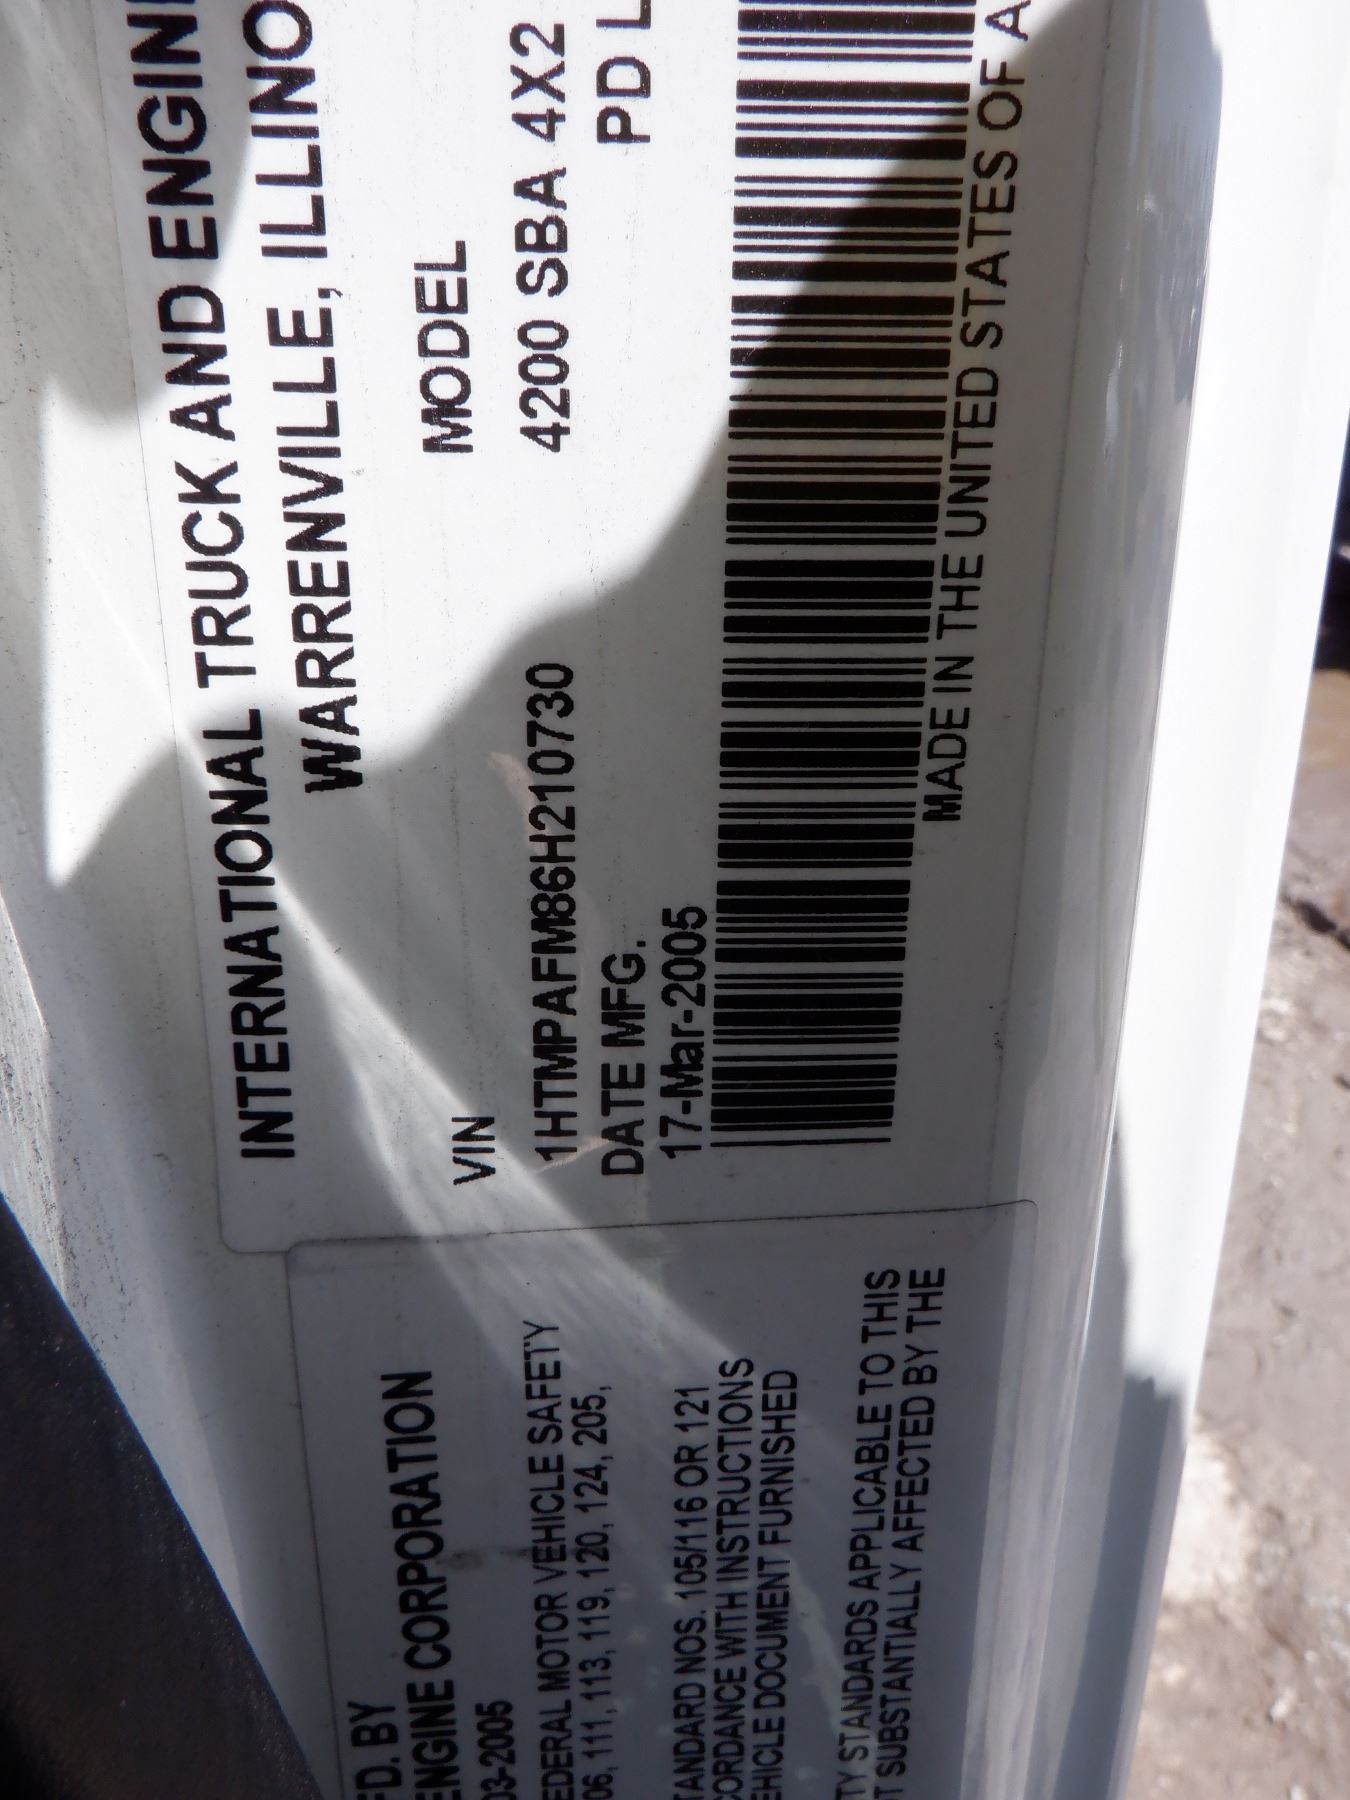 INTERNATIONAL TRUCK AND ENGIN
WARRENVILLE, ILLINO
VIN
MODEL
1HTMPAFM86H210730
4200 SBA 4X2
DATE MFG.
PD L
17-Mar-2005
MADE IN THE UNITED STATES OF A
FD. BY
ENGINE CORPORATION
03-2005
EDERAL MOTOR VEHICLE SAFETY
06, 111, 113, 119, 120, 124, 205,
TANDARD NOS. 105/116 OR 121
CORDANCE WITH INSTRUCTIONS
EHICLE DOCUMENT FURNISHED
TY STANDARDS APPLICABLE TO THIS
T SUBSTANTIALLY AFFECTED BY THE